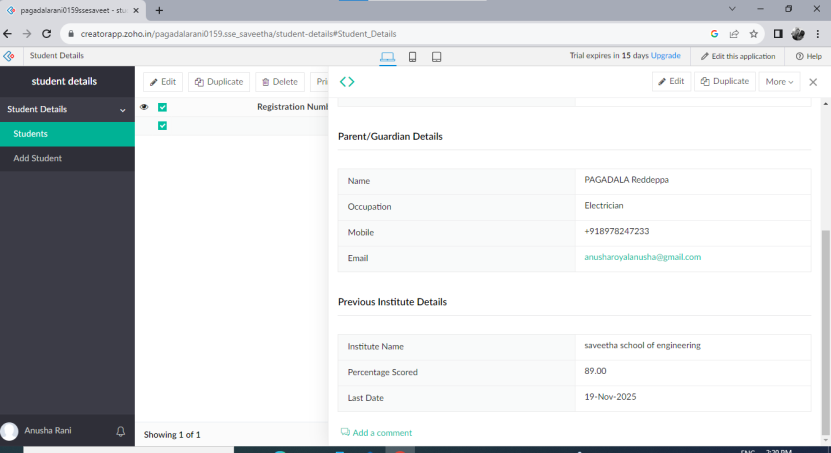 pagadalarani0159ssesaveet - stu
creatorapp.zoho.in/pagadalarani0159.sse_saveetha/student-details#Student_Details
Student Details
Trial expires in 15 days Upgrade
Edit this application
Help
student details
Student Details
Students
Add Student
Edit
Duplicate
Delete
Pri
Registration Numl
Edit
Duplicate
More
Parent/Guardian Details
Name PAGADALA Reddeppa
Occupation Electrician
Mobile +918978247233
Email anusharoyalanusha@gmail.com
Previous Institute Details
Institute Name saveetha school of engineering
Percentage Scored 89.00
Last Date 19-Nov-2025
Add a comment
Anusha Rani
Showing 1 of 1